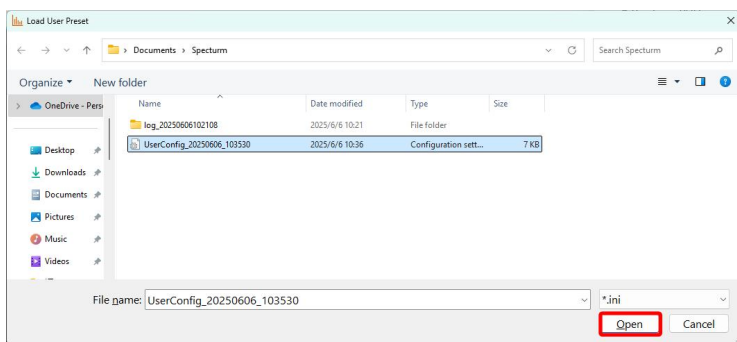 Load User Preset
Documents > Specturm
Search Specturm
Organize
New folder
OneDrive - Pers
Name
Date modified
Type
Size
log_20250606102108
2025/6/6 10:21
File folder
UserConfig_20250606_103530
2025/6/6 10:36
Configuration sett...
7 KB
Desktop
Downloads
Documents
Pictures
Music
Videos
File name: UserConfig_20250606_103530
*.ini
Open
Cancel